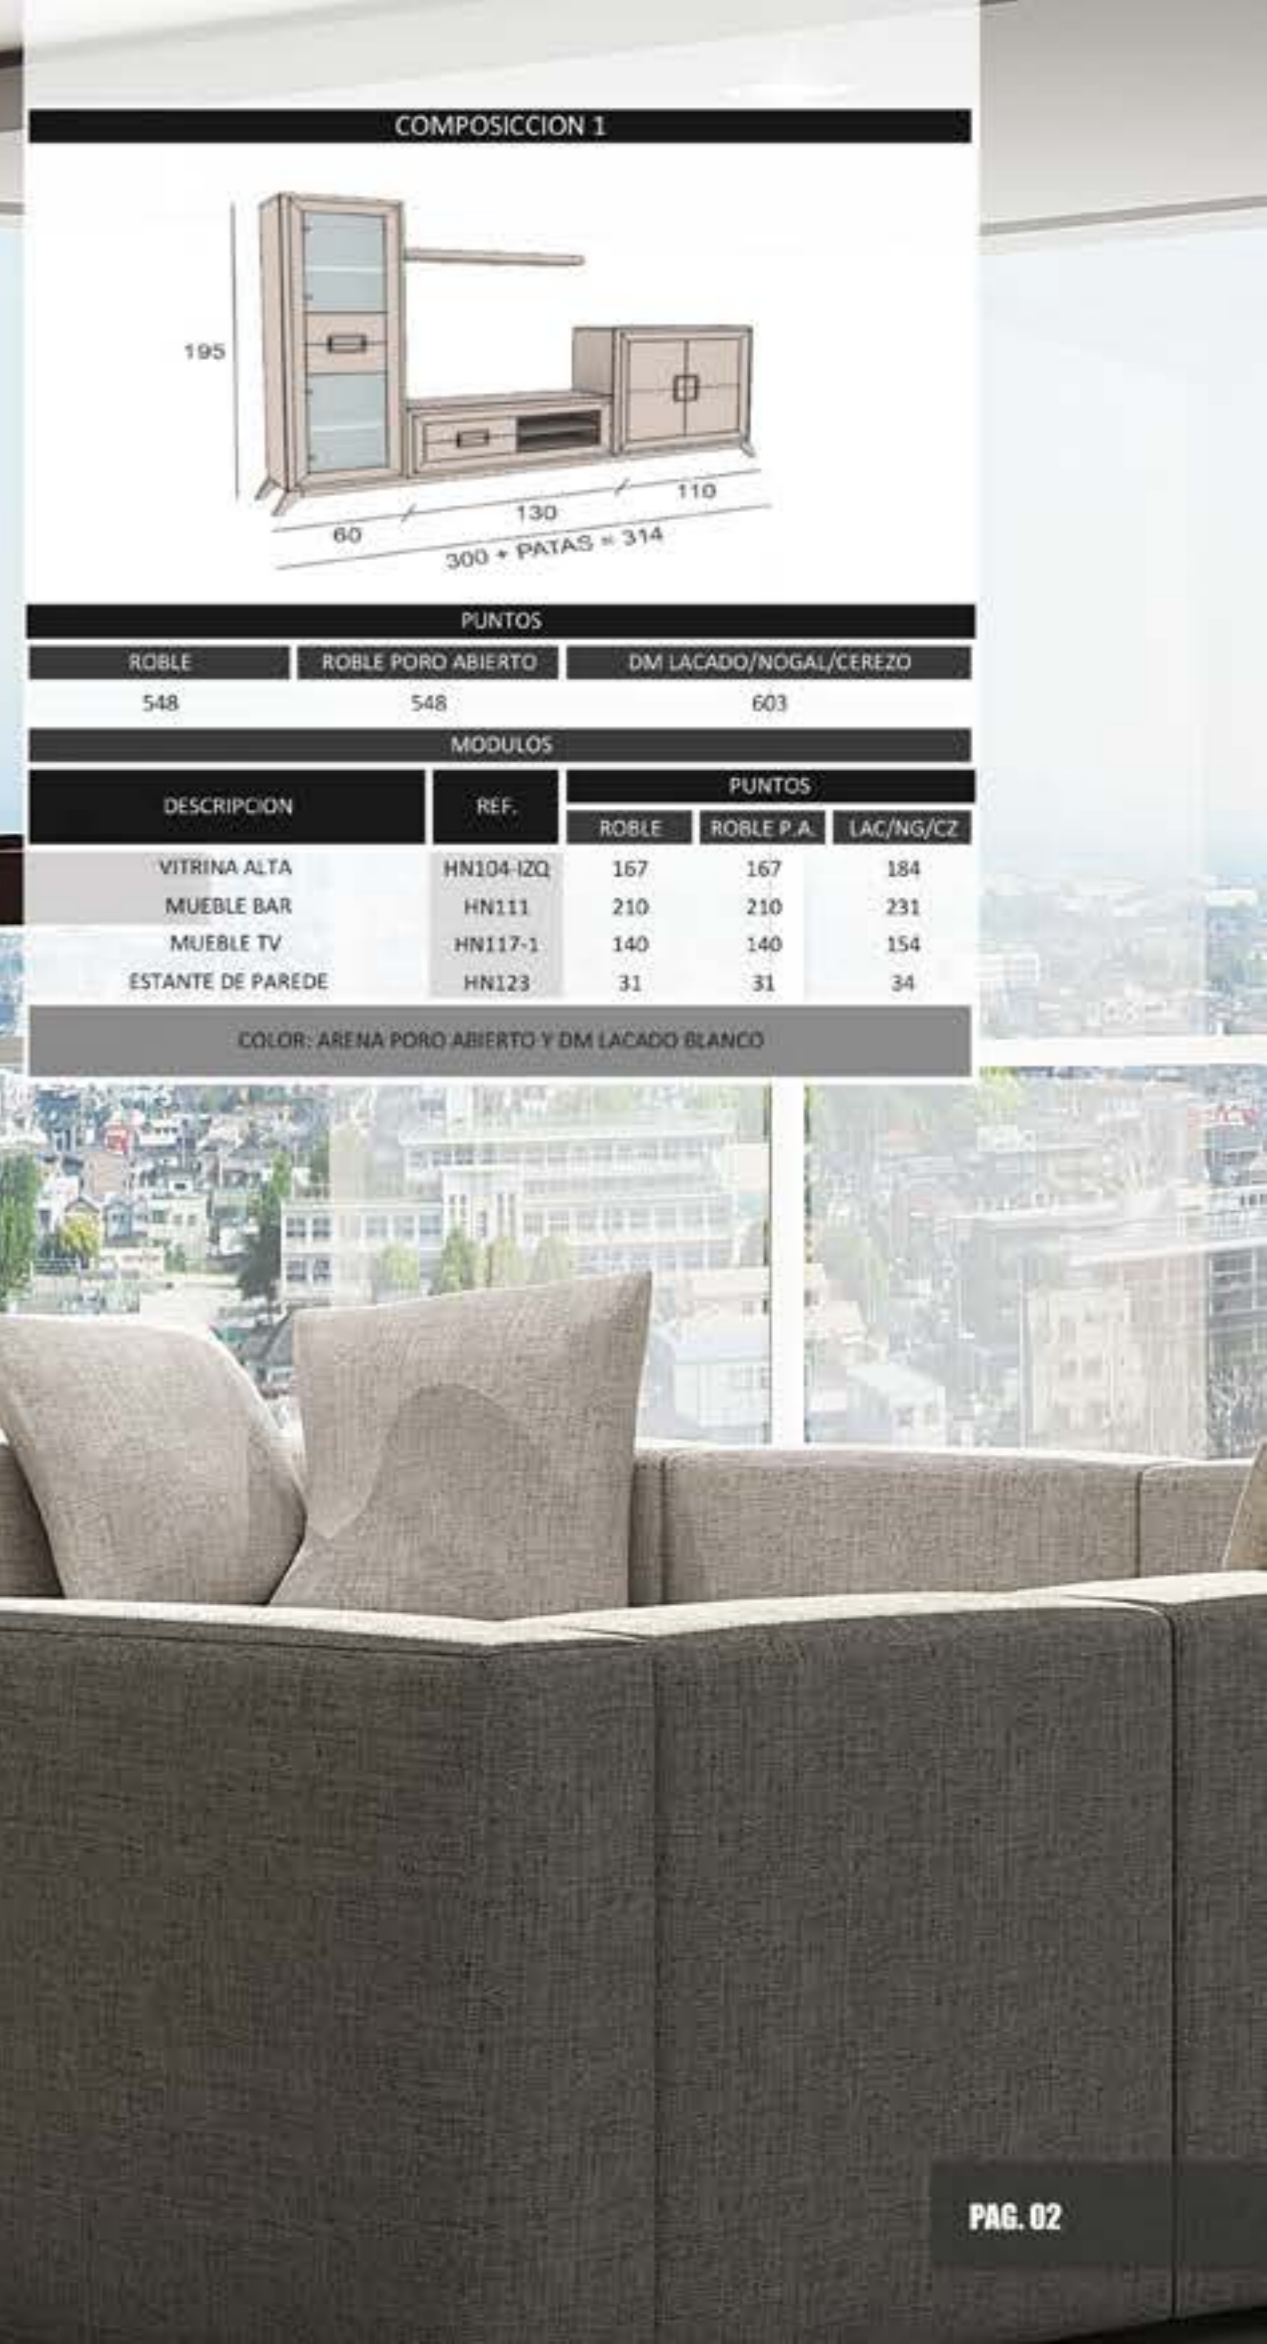 COMPOSICCION 1
195
60
130
110
300 + PATAS = 314
PUNTOS
ROBLE ROBLE PORO ABIERTO DM LACADO/NOGAL/CEREZO
548 548 603
MODULOS
DESCRIPCION REF. PUNTOS
ROBLE ROBLE P.A. LAC/NG/CZ
VITRINA ALTA HN104-IZQ 167 167 184
MUEBLE BAR HN111 210 210 231
MUEBLE TV HN117-1 140 140 154
ESTANTE DE PAREDE HN123 31 31 34
COLOR: ARENA PORO ABIERTO Y DM LACADO BLANCO
PAG. 02